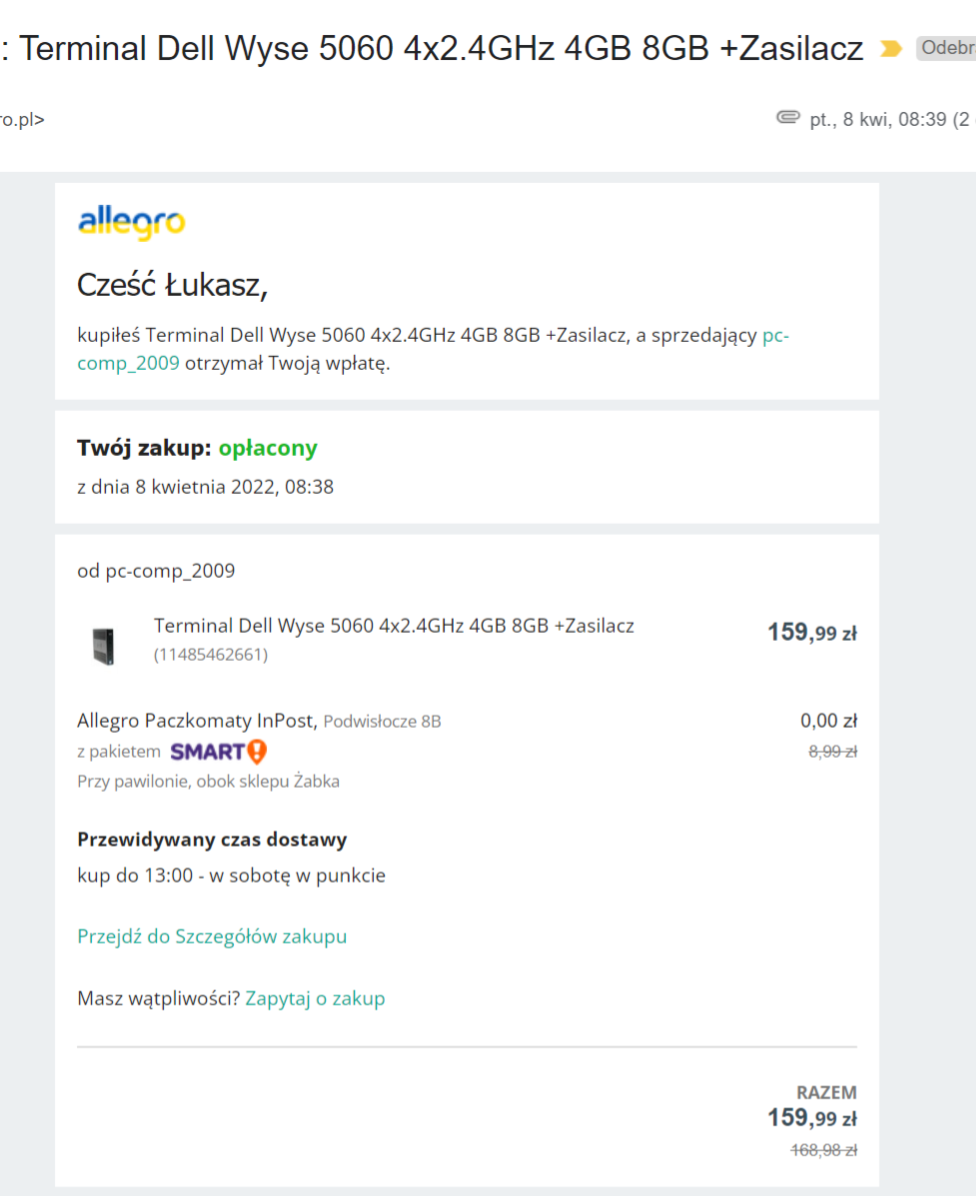 : Terminal Dell Wyse 5060 4x2.4GHz 4GB 8GB +Zasilacz
ro.pl>
pt., 8 kwi, 08:39 (2
allegro
Cześć Łukasz,
kupiłeś Terminal Dell Wyse 5060 4x2.4GHz 4GB 8GB +Zasilacz, a sprzedający pc-
comp_2009 otrzymał Twoją wpłatę.
Twój zakup: opłacony
z dnia 8 kwietnia 2022, 08:38
od pc-comp_2009
Terminal Dell Wyse 5060 4x2.4GHz 4GB 8GB +Zasilacz 159,99 zł
(11485462661)
Allegro Paczkomaty InPost, Podwisłocze 8B 0,00 zł
z pakietem SMART! 8,99 zł
Przy pawilonie, obok sklepu Żabka
Przewidywany czas dostawy
kup do 13:00 - w sobotę w punkcie
Przejdź do Szczegółów zakupu
Masz wątpliwości? Zapytaj o zakup
RAZEM
159,99 zł
168,98 zł